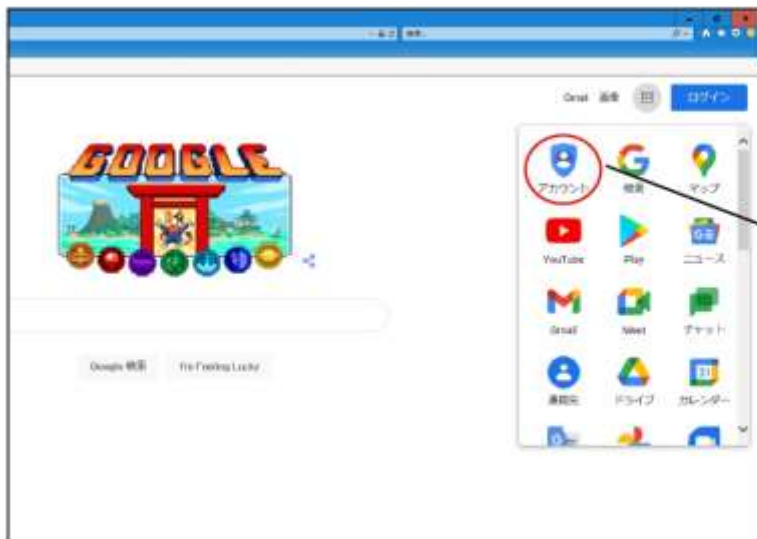 Gmail 画像 ログイン
GOOGLE
アカウント 検索 マップ
YouTube Play ニュース
Gmail Meet チャット
連絡先 ドライブ カレンダー
Google 検索 I'm Feeling Lucky